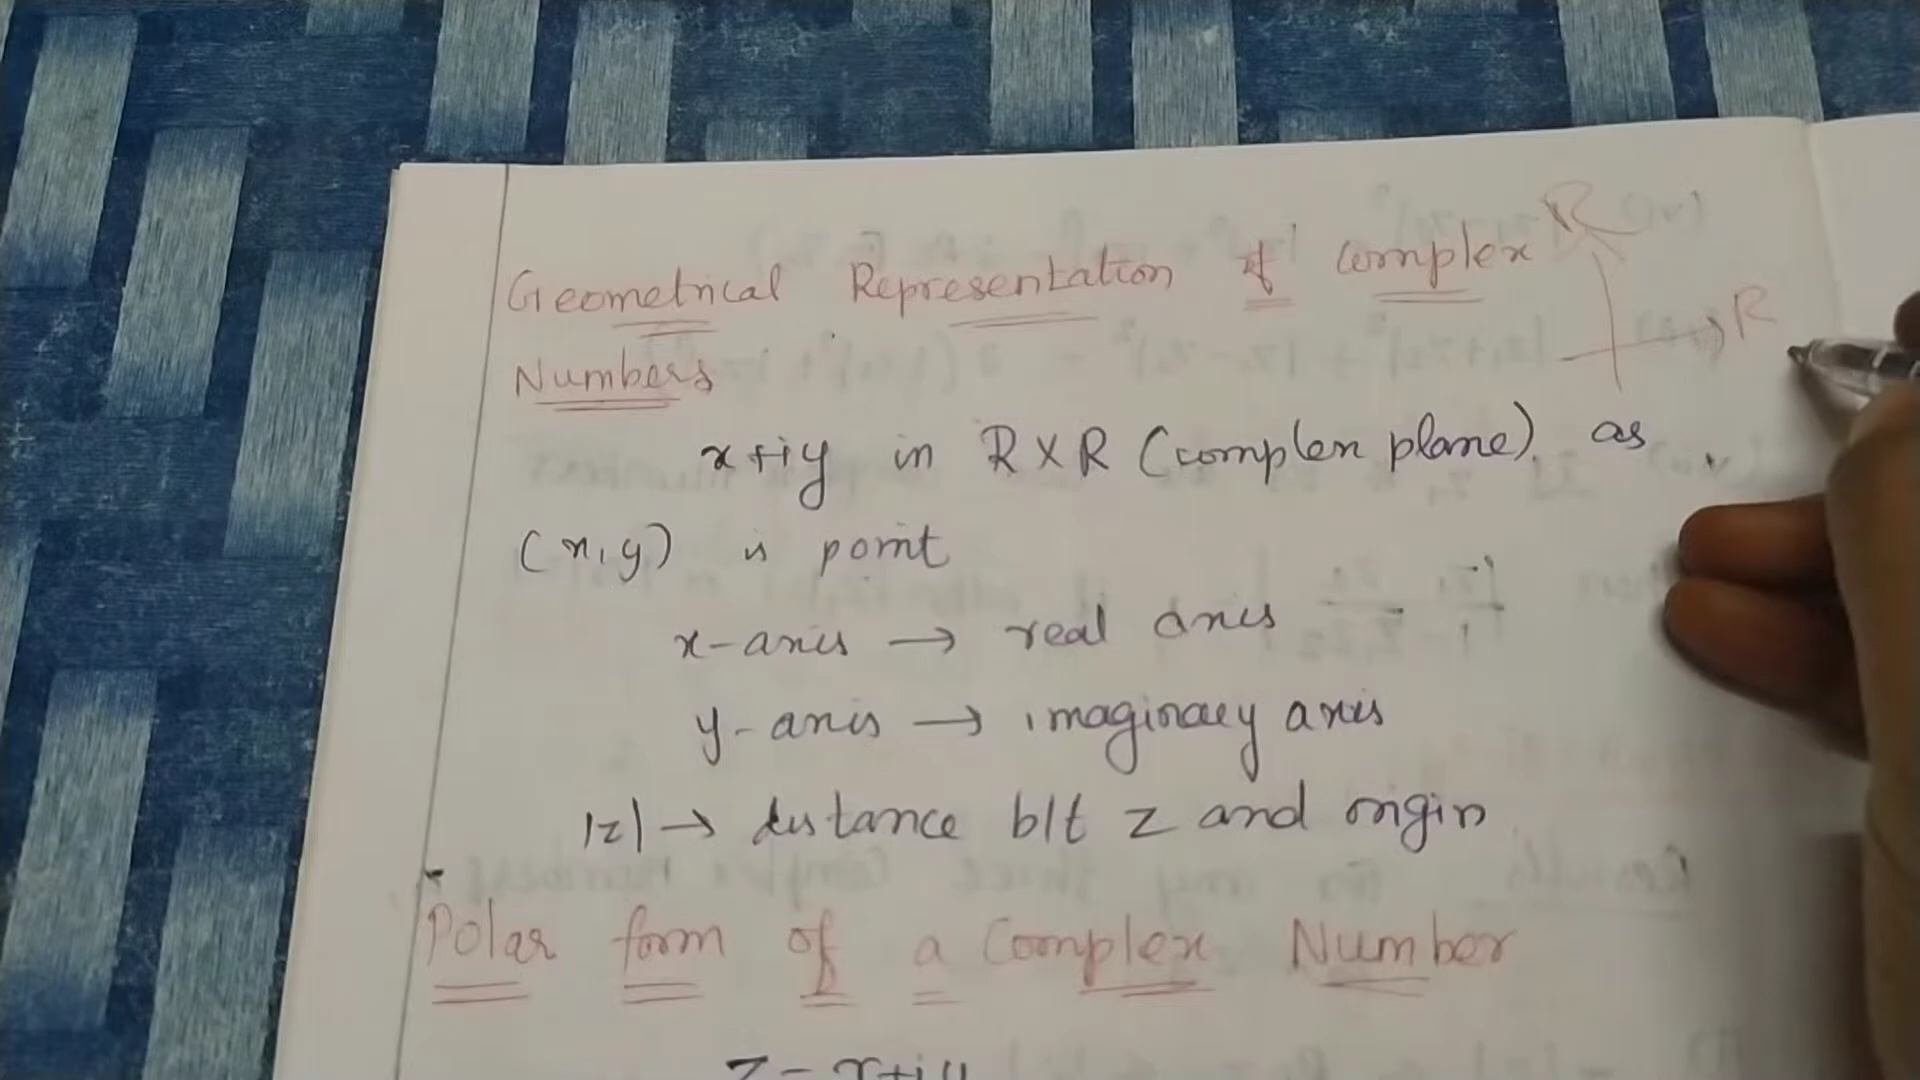 R
Geometrical Representation of Complex
R
Numbers
x+iy in R×R (complex plane). as
(x,y) is point
x-axis → real axis
y-axis → imaginary axis
|z| → distance b/t z and origin
Polar form of a Complex Number
z = x+iy